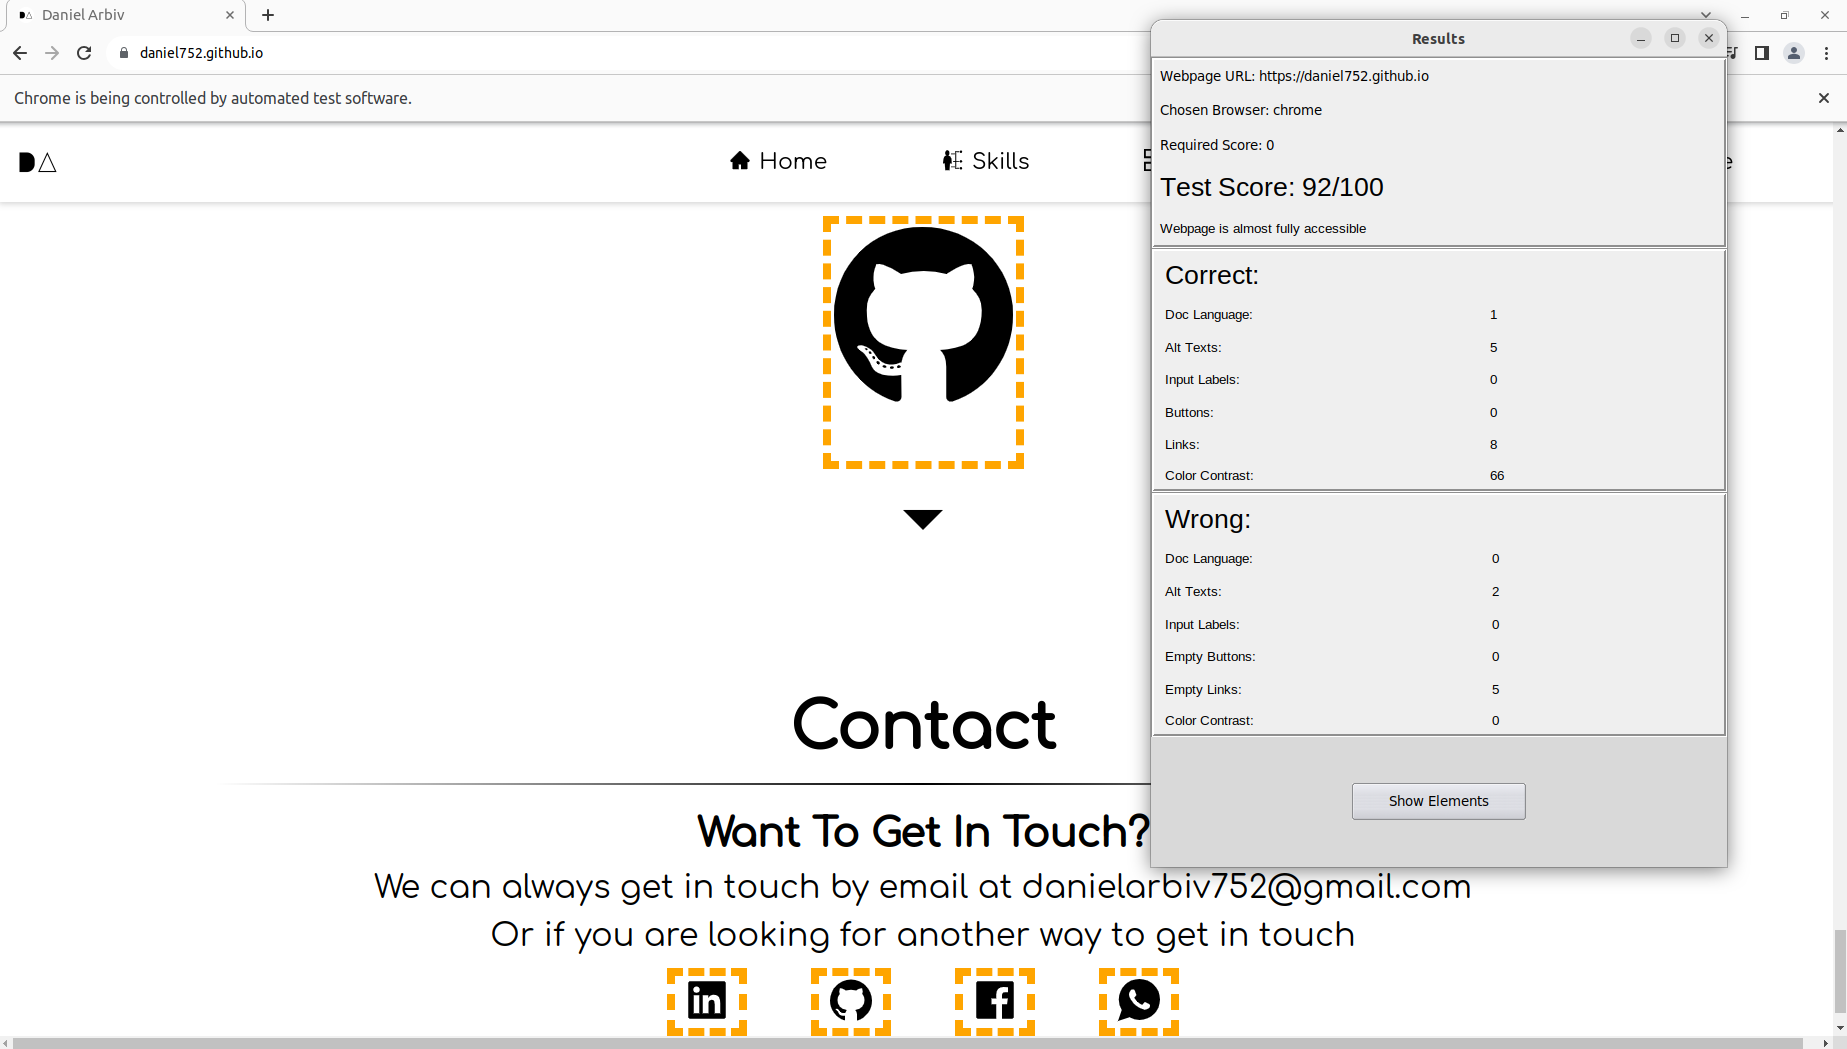 Daniel Arbiv
daniel752.github.io
Chrome is being controlled by automated test software.
Home
Skills
e
Results
Webpage URL: https://daniel752.github.io
Chosen Browser: chrome
Required Score: 0
Test Score: 92/100
Webpage is almost fully accessible
Correct:
Doc Language: 1
Alt Texts: 5
Input Labels: 0
Buttons: 0
Links: 8
Color Contrast: 66
Wrong:
Doc Language: 0
Alt Texts: 2
Input Labels: 0
Empty Buttons: 0
Empty Links: 5
Color Contrast: 0
Show Elements
Contact
Want To Get In Touch?
We can always get in touch by email at danielarbiv752@gmail.com
Or if you are looking for another way to get in touch
in